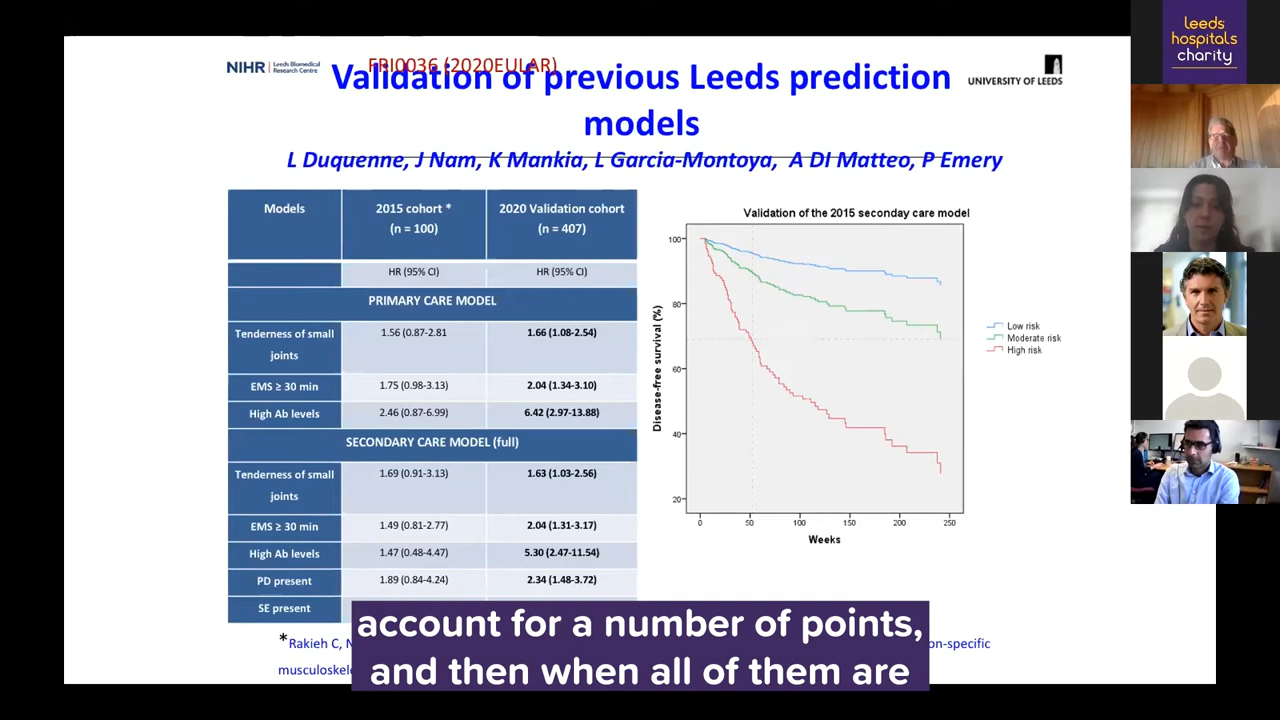 leeds
hospitals
charity
NIHR | Leeds Biomedical
Research Centre
FRI0036 (2020EULAR)
UNIVERSITY OF LEEDS
Validation of previous Leeds prediction
models
L Duquenne, J Nam, K Mankia, L Garcia-Montoya, A DI Matteo, P Emery
Models 2015 cohort * 2020 Validation cohort
(n = 100) (n = 407)
HR (95% CI) HR (95% CI)
PRIMARY CARE MODEL
Tenderness of small 1.56 (0.87-2.81 1.66 (1.08-2.54)
joints
EMS ≥ 30 min 1.75 (0.98-3.13) 2.04 (1.34-3.10)
High Ab levels 2.46 (0.87-6.99) 6.42 (2.97-13.88)
SECONDARY CARE MODEL (full)
Tenderness of small 1.69 (0.91-3.13) 1.63 (1.03-2.56)
joints
EMS ≥ 30 min 1.49 (0.81-2.77) 2.04 (1.31-3.17)
High Ab levels 1.47 (0.48-4.47) 5.30 (2.47-11.54)
PD present 1.89 (0.84-4.24) 2.34 (1.48-3.72)
SE present
Validation of the 2015 seconday care model
Disease-free survival (%)
100
80
60
40
20
0 50 100 150 200 250
Weeks
Low risk
Moderate risk
High risk
*Rakieh C, on-specific
account for a number of points,
and then when all of them are